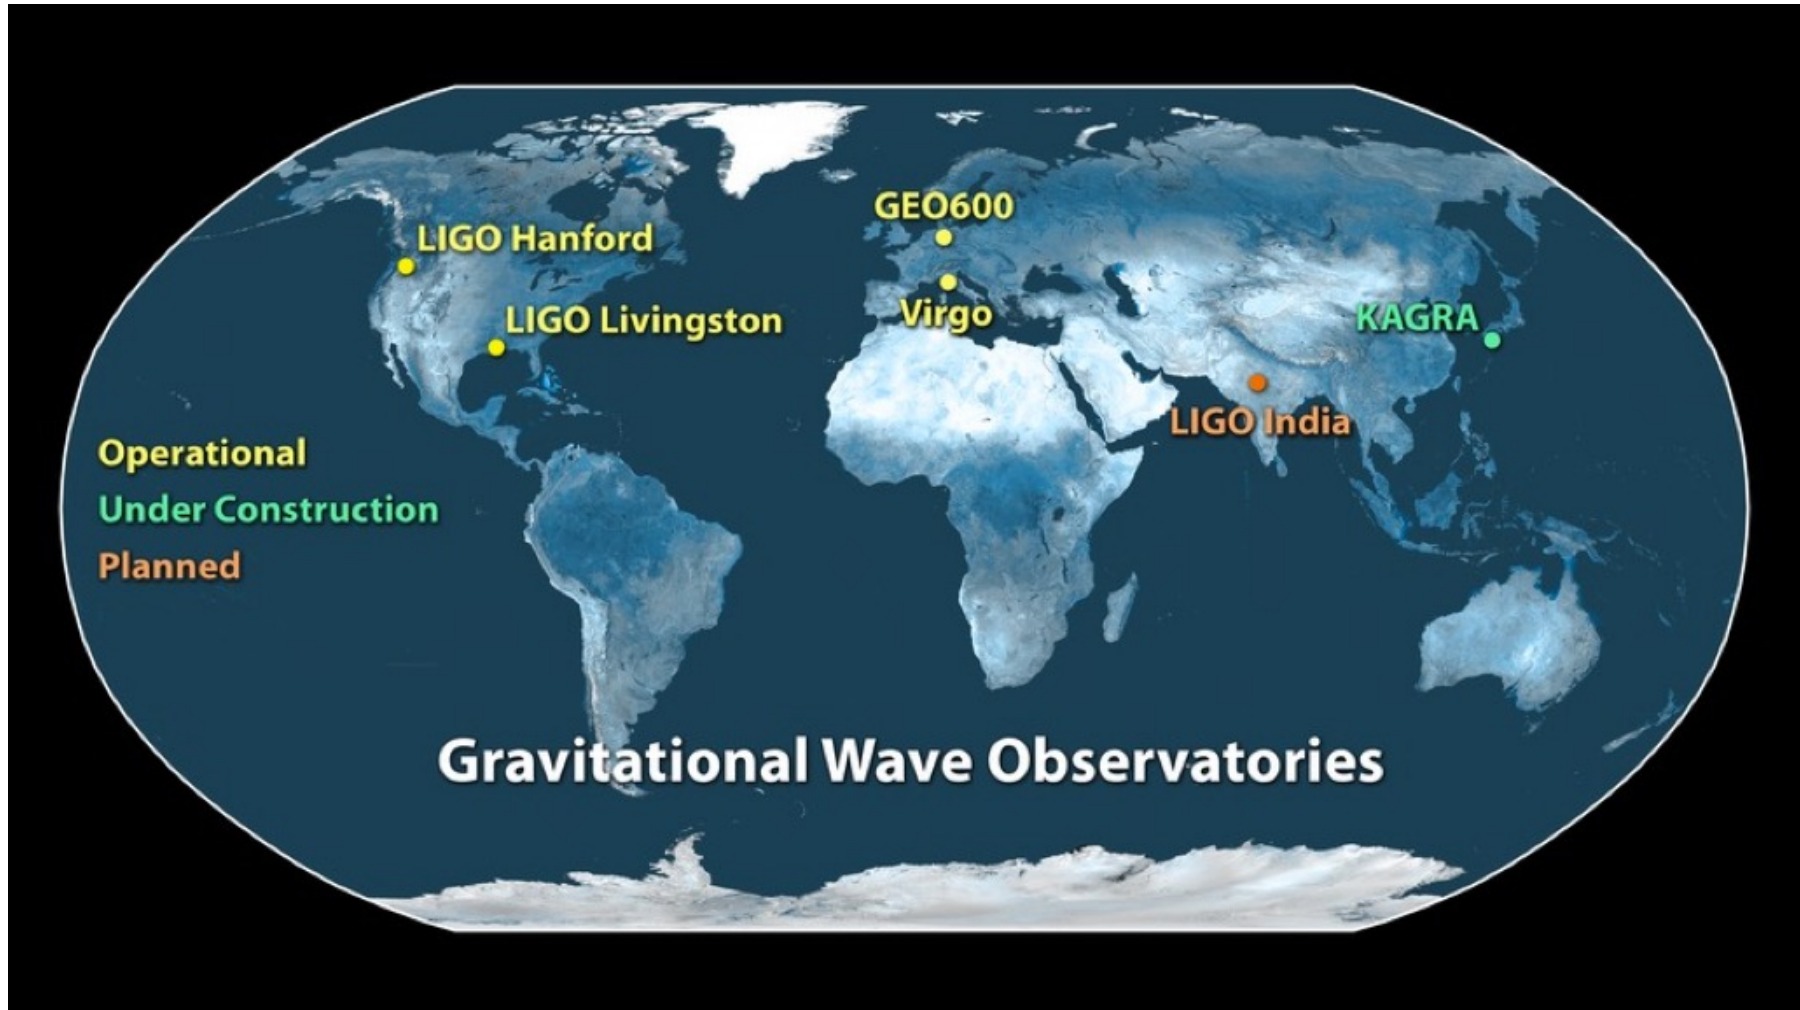 GEO600
LIGO Hanford
Virgo
LIGO Livingston
KAGRA
LIGO India
Operational
Under Construction
Planned
Gravitational Wave Observatories